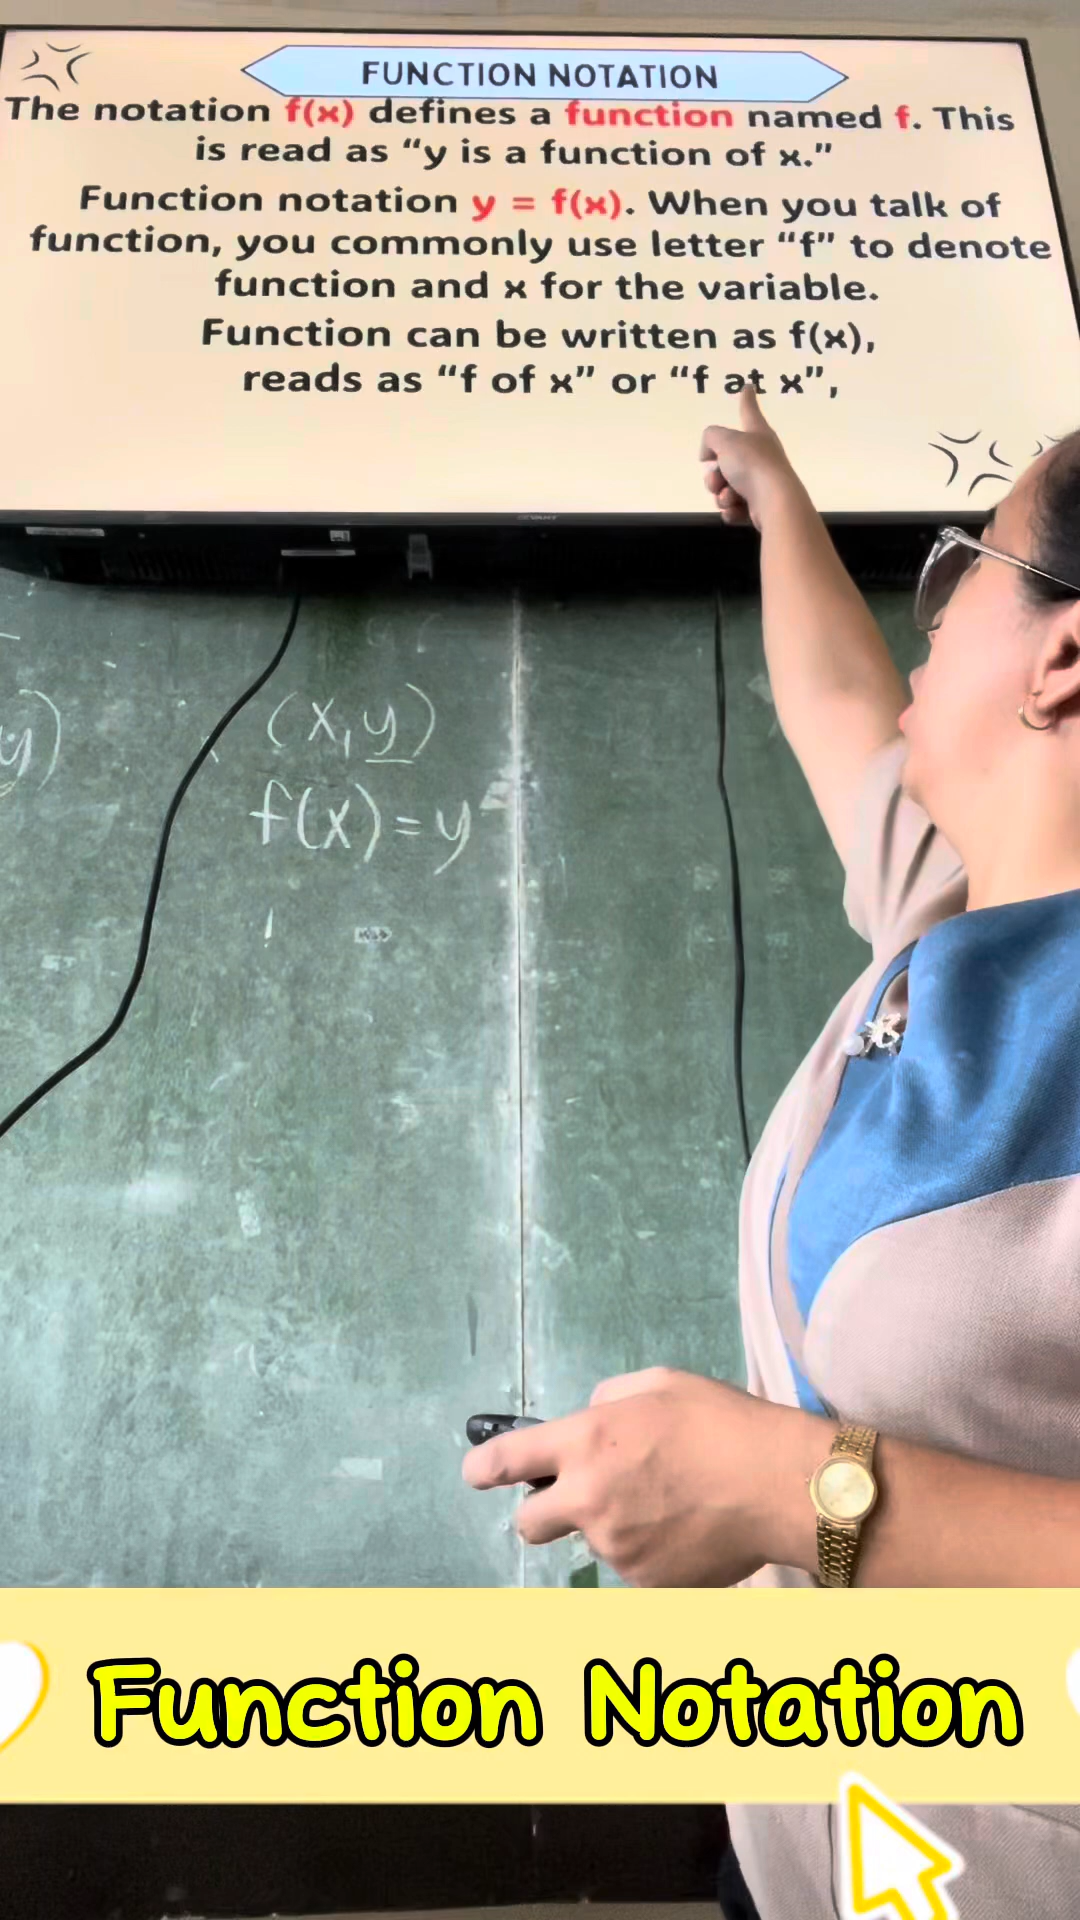 FUNCTION NOTATION
The notation f(x) defines a function named f. This
is read as “y is a function of x.”
Function notation y = f(x). When you talk of
function, you commonly use letter “f” to denote
function and x for the variable.
Function can be written as f(x),
reads as “f of x” or “f at x”,
y)
(x,y)
f(x)=y
Function Notation